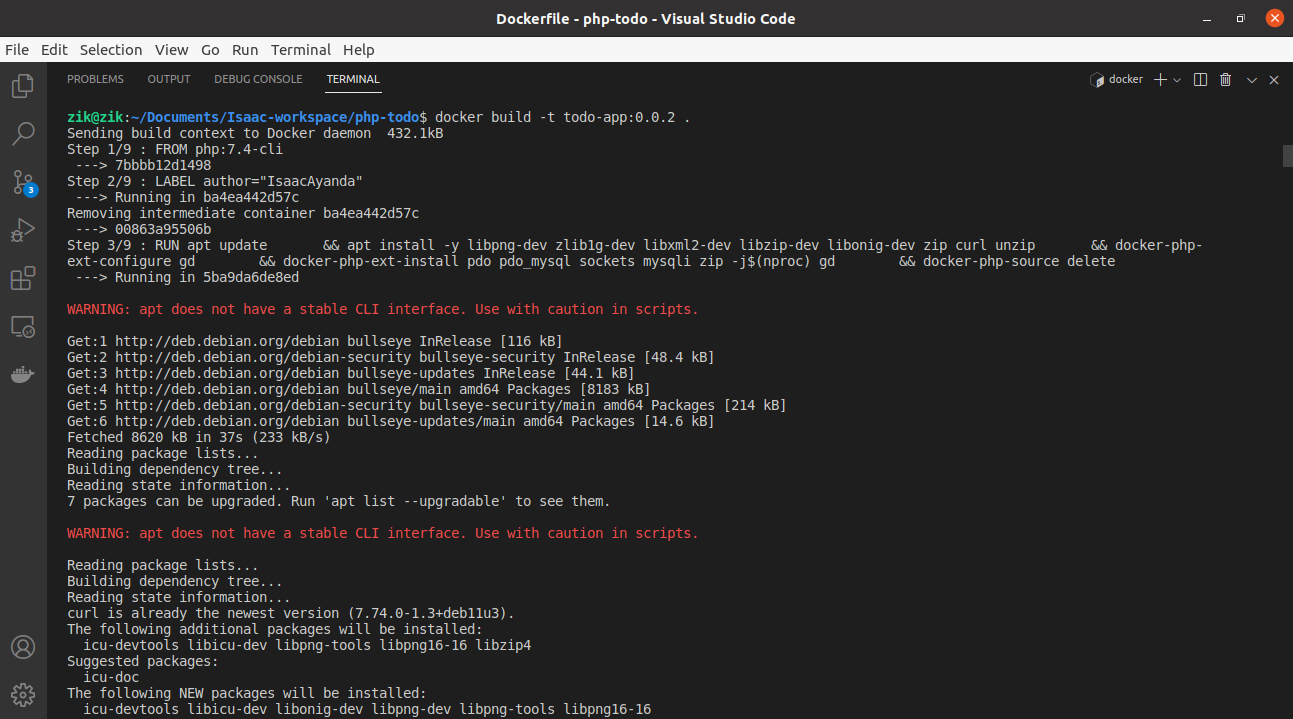 Dockerfile - php-todo - Visual Studio Code
File Edit Selection View Go Run Terminal Help
PROBLEMS OUTPUT DEBUG CONSOLE TERMINAL docker
zik@zik:~/Documents/Isaac-workspace/php-todo$ docker build -t todo-app:0.0.2 .
Sending build context to Docker daemon  432.1kB
Step 1/9 : FROM php:7.4-cli
 ---> 7bbbb12d1498
Step 2/9 : LABEL author="IsaacAyanda"
 ---> Running in ba4ea442d57c
Removing intermediate container ba4ea442d57c
 ---> 00863a95506b
Step 3/9 : RUN apt update       && apt install -y libpng-dev zlib1g-dev libxml2-dev libzip-dev libonig-dev zip curl unzip       && docker-php-
ext-configure gd        && docker-php-ext-install pdo pdo_mysql sockets mysqli zip -j$(nproc) gd        && docker-php-source delete
 ---> Running in 5ba9da6de8ed
WARNING: apt does not have a stable CLI interface. Use with caution in scripts.
Get:1 http://deb.debian.org/debian bullseye InRelease [116 kB]
Get:2 http://deb.debian.org/debian-security bullseye-security InRelease [48.4 kB]
Get:3 http://deb.debian.org/debian bullseye-updates InRelease [44.1 kB]
Get:4 http://deb.debian.org/debian bullseye/main amd64 Packages [8183 kB]
Get:5 http://deb.debian.org/debian-security bullseye-security/main amd64 Packages [214 kB]
Get:6 http://deb.debian.org/debian bullseye-updates/main amd64 Packages [14.6 kB]
Fetched 8620 kB in 37s (233 kB/s)
Reading package lists...
Building dependency tree...
Reading state information...
7 packages can be upgraded. Run 'apt list --upgradable' to see them.
WARNING: apt does not have a stable CLI interface. Use with caution in scripts.
Reading package lists...
Building dependency tree...
Reading state information...
curl is already the newest version (7.74.0-1.3+deb11u3).
The following additional packages will be installed:
  icu-devtools libicu-dev libpng-tools libpng16-16 libzip4
Suggested packages:
  icu-doc
The following NEW packages will be installed:
  icu-devtools libicu-dev libonig-dev libpng-dev libpng-tools libpng16-16
3